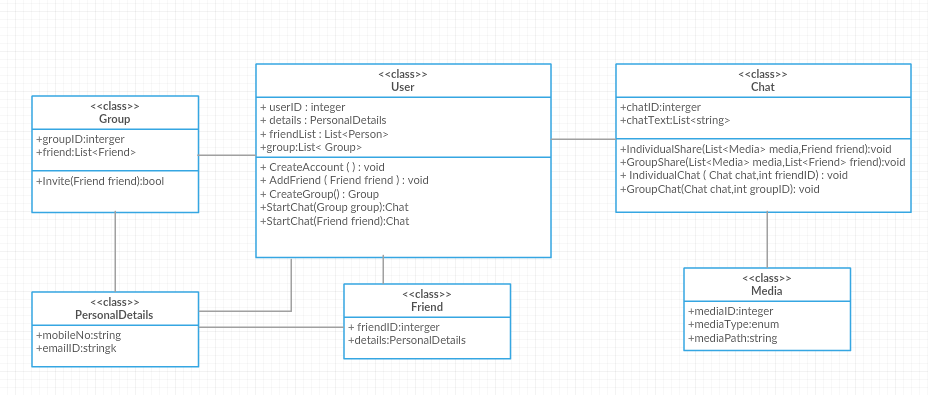 <<class>>
Group
+groupID:interger
+friend:List<Friend>
+Invite(Friend friend):bool
<<class>>
User
+ userID : integer
+ details : PersonalDetails
+ friendList : List<Person>
+group:List< Group>
+ CreateAccount ( ) : void
+ AddFriend ( Friend friend ) : void
+ CreateGroup() : Group
+StartChat(Group group):Chat
+StartChat(Friend friend):Chat
<<class>>
Chat
+chatID:interger
+chatText:List<string>
+IndividualShare(List<Media> media,Friend friend):void
+GroupShare(List<Media> media,List<Friend> friend):void
+ IndividualChat ( Chat chat,int friendID) : void
+GroupChat(Chat chat,int groupID): void
<<class>>
PersonalDetails
+mobileNo:string
+emailID:stringk
<<class>>
Friend
+ friendID:interger
+details:PersonalDetails
<<class>>
Media
+mediaID:integer
+mediaType:enum
+mediaPath:string